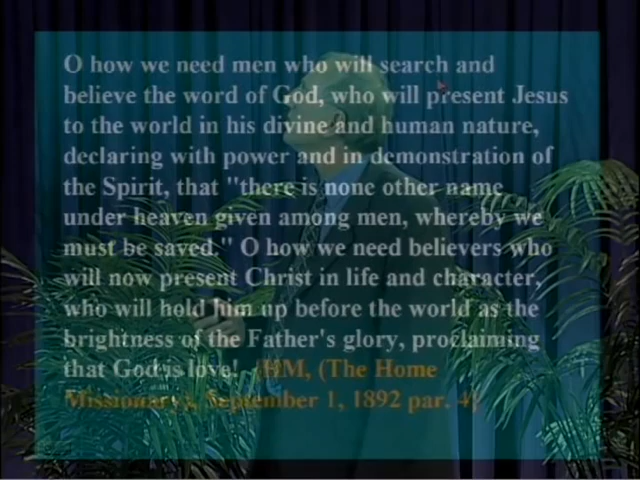 O how we need men who will search and
believe the word of God, who will present Jesus
to the world in his divine and human nature,
declaring with power and in demonstration of
the Spirit, that "there is none other name
under heaven given among men, whereby we
must be saved." O how we need believers who
will now present Christ in life and character,
who will hold him up before the world as the
brightness of the Father's glory, proclaiming
that God is love! {HM, (The Home
Missionary), September 1, 1892 par. 4}